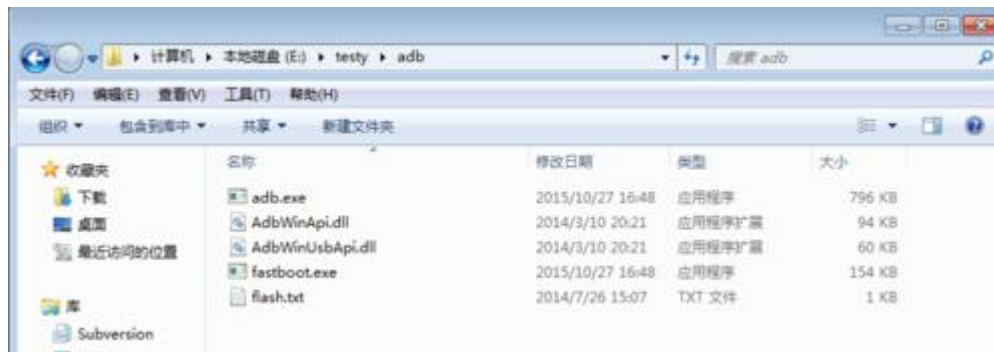 计算机 ▸ 本地磁盘 (E:) ▸ testy ▸ adb
搜索 adb
文件(F) 编辑(E) 查看(V) 工具(T) 帮助(H)
组织 包含到库中 共享 新建文件夹
收藏夹
下载
桌面
最近访问的位置
库
Subversion
名称 修改日期 类型 大小
adb.exe 2015/10/27 16:48 应用程序 796 KB
AdbWinApi.dll 2014/3/10 20:21 应用程序扩展 94 KB
AdbWinUsbApi.dll 2014/3/10 20:21 应用程序扩展 60 KB
fastboot.exe 2015/10/27 16:48 应用程序 154 KB
flash.txt 2014/7/26 15:07 TXT 文件 1 KB